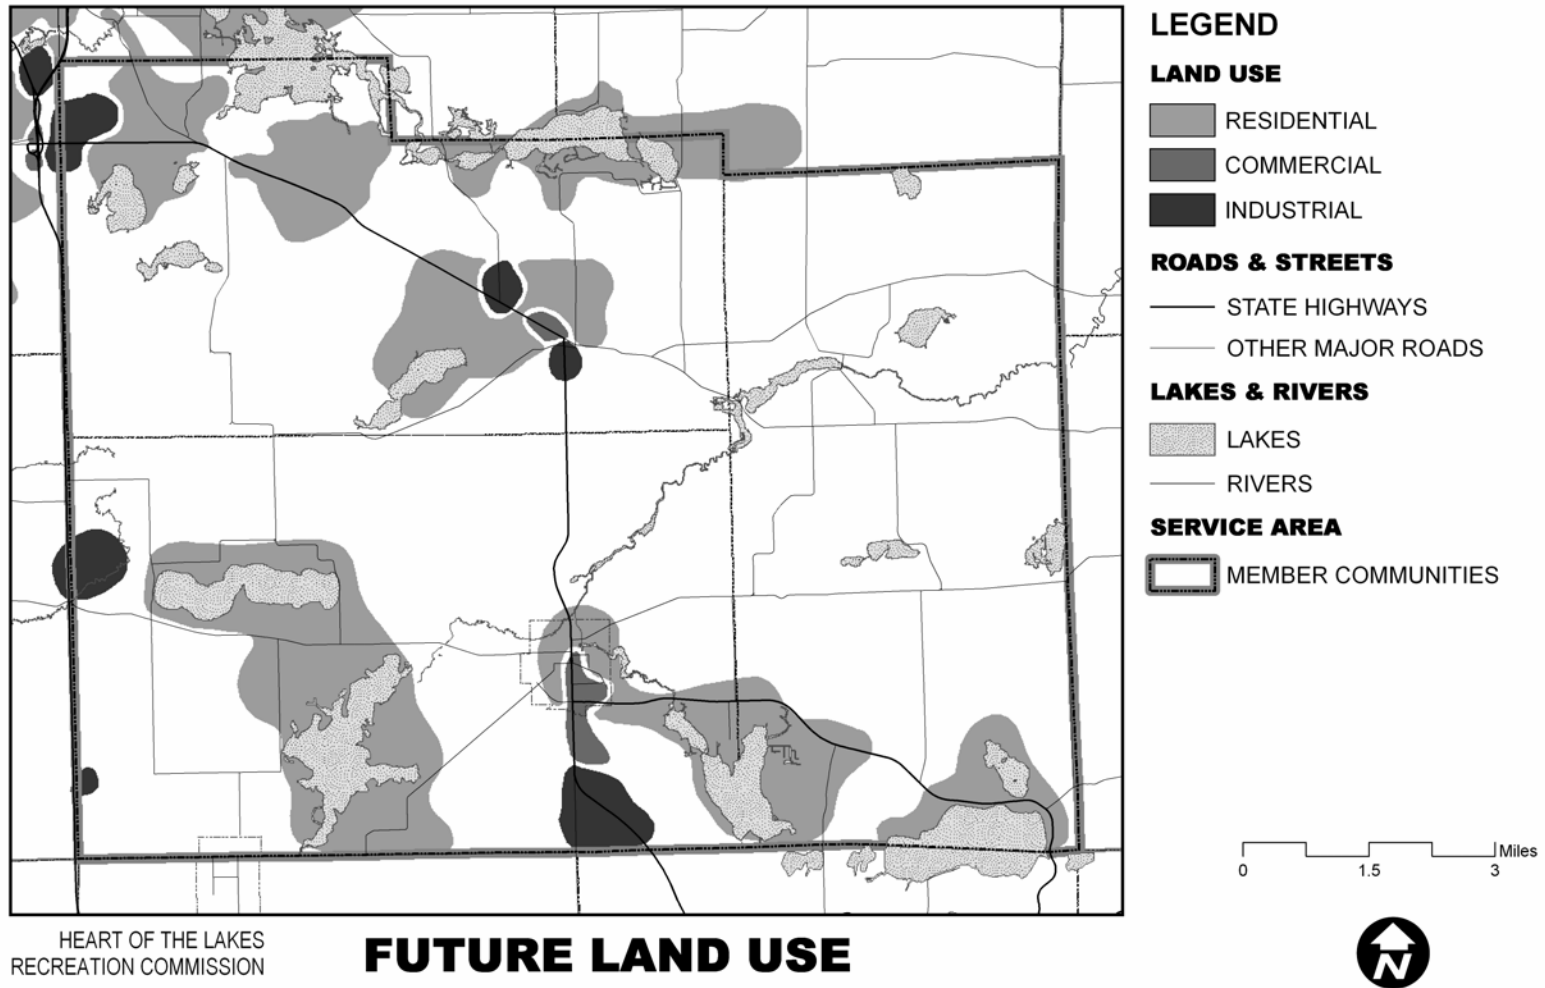 LEGEND
LAND USE
RESIDENTIAL
COMMERCIAL
INDUSTRIAL
ROADS & STREETS
STATE HIGHWAYS
OTHER MAJOR ROADS
LAKES & RIVERS
LAKES
RIVERS
SERVICE AREA
MEMBER COMMUNITIES
Miles
0 1.5 3
HEART OF THE LAKES
RECREATION COMMISSION
FUTURE LAND USE
N